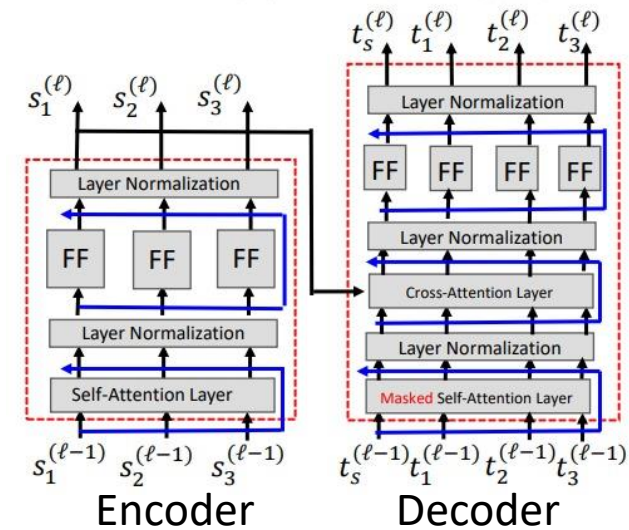 s_1^{(ℓ)} s_2^{(ℓ)} s_3^{(ℓ)}
Layer Normalization
FF FF FF
Layer Normalization
Self-Attention Layer
s_1^{(ℓ-1)} s_2^{(ℓ-1)} s_3^{(ℓ-1)}
Encoder
t_s^{(ℓ)} t_1^{(ℓ)} t_2^{(ℓ)} t_3^{(ℓ)}
Layer Normalization
FF FF FF FF
Layer Normalization
Cross-Attention Layer
Layer Normalization
Masked Self-Attention Layer
t_s^{(ℓ-1)} t_1^{(ℓ-1)} t_2^{(ℓ-1)} t_3^{(ℓ-1)}
Decoder